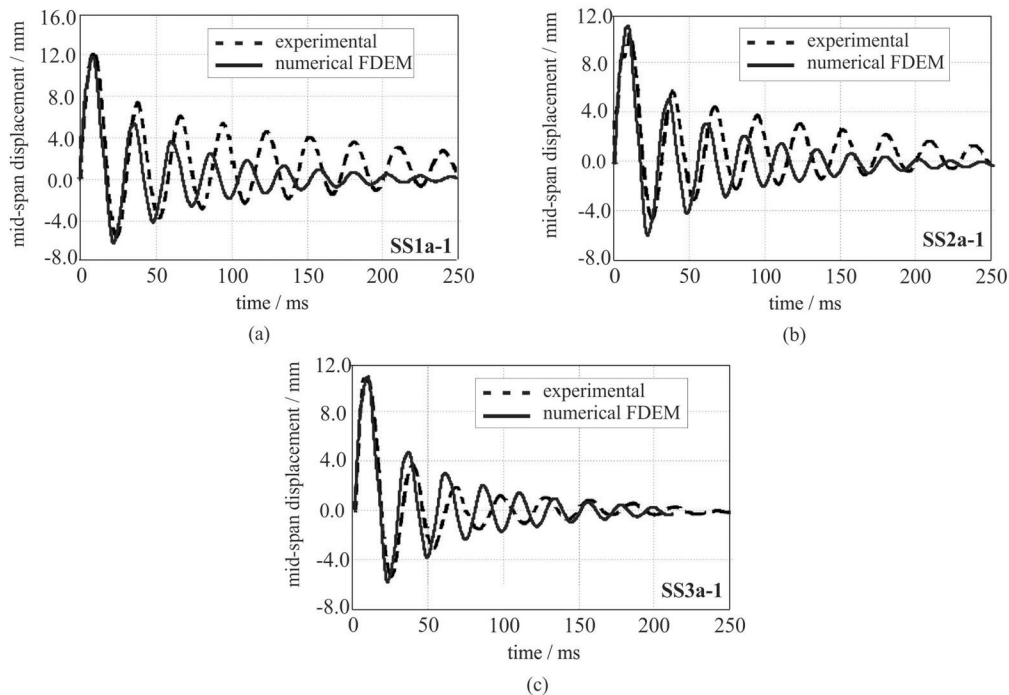 16.0
12.0
8.0
4.0
0.0
-4.0
-8.0
mid-span displacement / mm
experimental
numerical FDEM
SS1a-1
0 50 100 150 200 250
time / ms
(a)
12.0
8.0
4.0
0.0
-4.0
-8.0
mid-span displacement / mm
experimental
numerical FDEM
SS2a-1
0 50 100 150 200 250
time / ms
(b)
12.0
8.0
4.0
0.0
-4.0
-8.0
mid-span displacement / mm
experimental
numerical FDEM
SS3a-1
0 50 100 150 200 250
time / ms
(c)